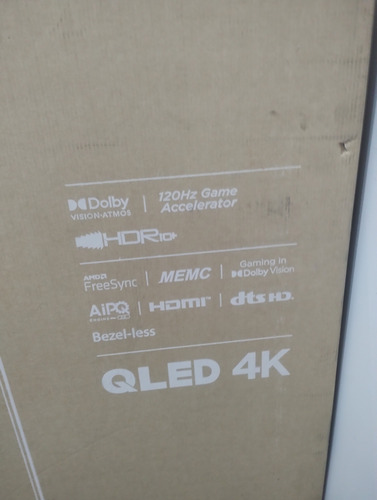 Dolby
VISION·ATMOS
120Hz Game
Accelerator
HDR10+
AMD
FreeSync
MEMC
Gaming in
Dolby Vision
AiPQ
HDMI
dts HD
Bezel-less
QLED 4K